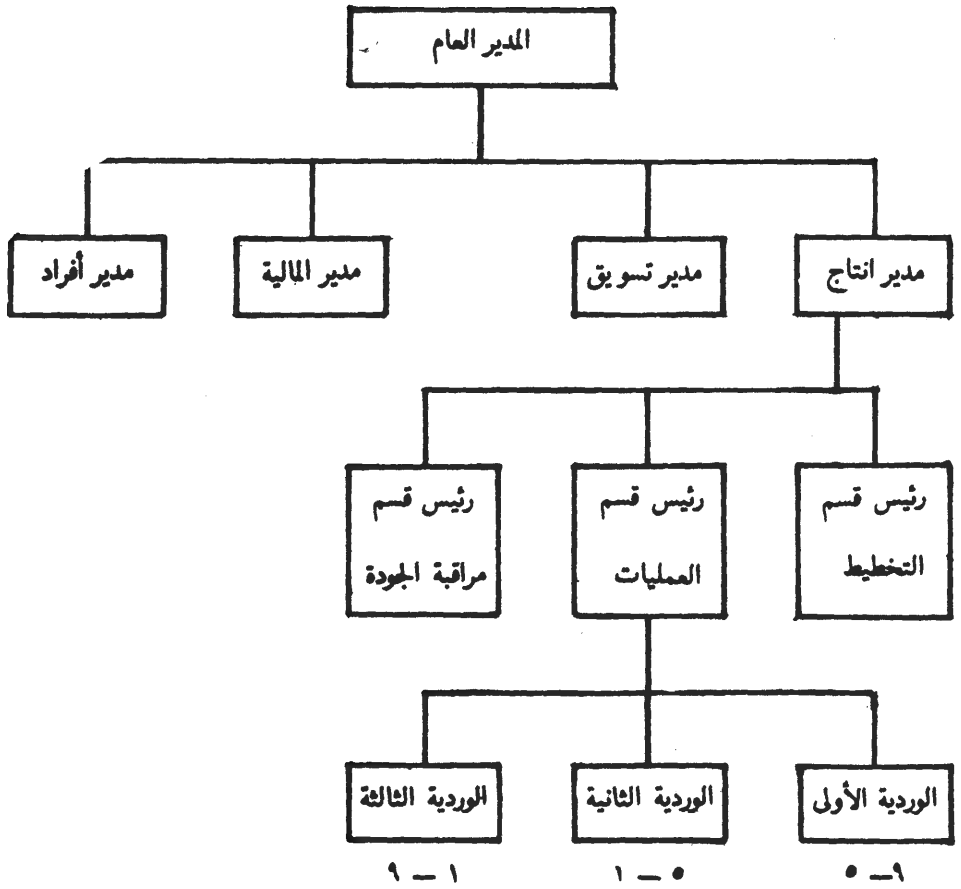 المدير العام
مدير انتاج
مدير تسويق
مدير المالية
مدير أفراد
رئيس قسم
التخطيط
رئيس قسم
العمليات
رئيس قسم
مراقبة الجودة
الوردية الأولى
الوردية الثانية
الوردية الثالثة
٩ - ٥
٥ - ١
١ - ٩